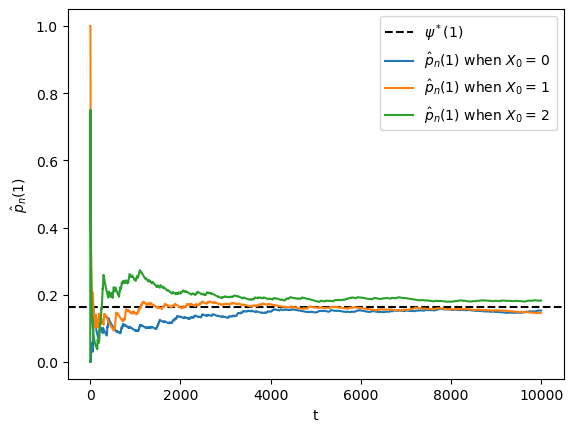 1.0
0.8
0.6
0.4
0.2
0.0
p̂ₙ(1)
0 2000 4000 6000 8000 10000
t
ψ*(1)
p̂ₙ(1) when X₀ = 0
p̂ₙ(1) when X₀ = 1
p̂ₙ(1) when X₀ = 2